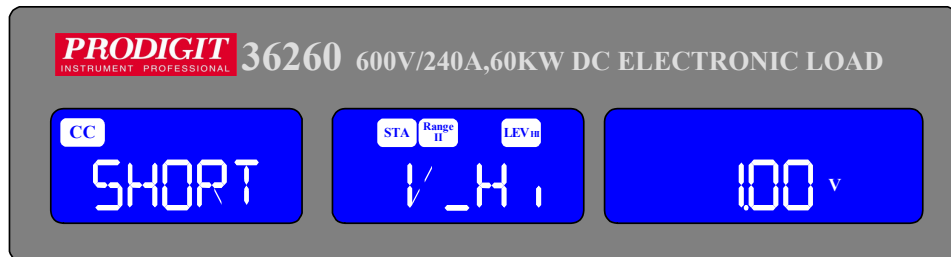 PRODIGIT
INSTRUMENT PROFESSIONAL
36260 600V/240A,60KW DC ELECTRONIC LOAD
CC
SHORT
STA Range II LEV HI
V_Hi
1.00 V